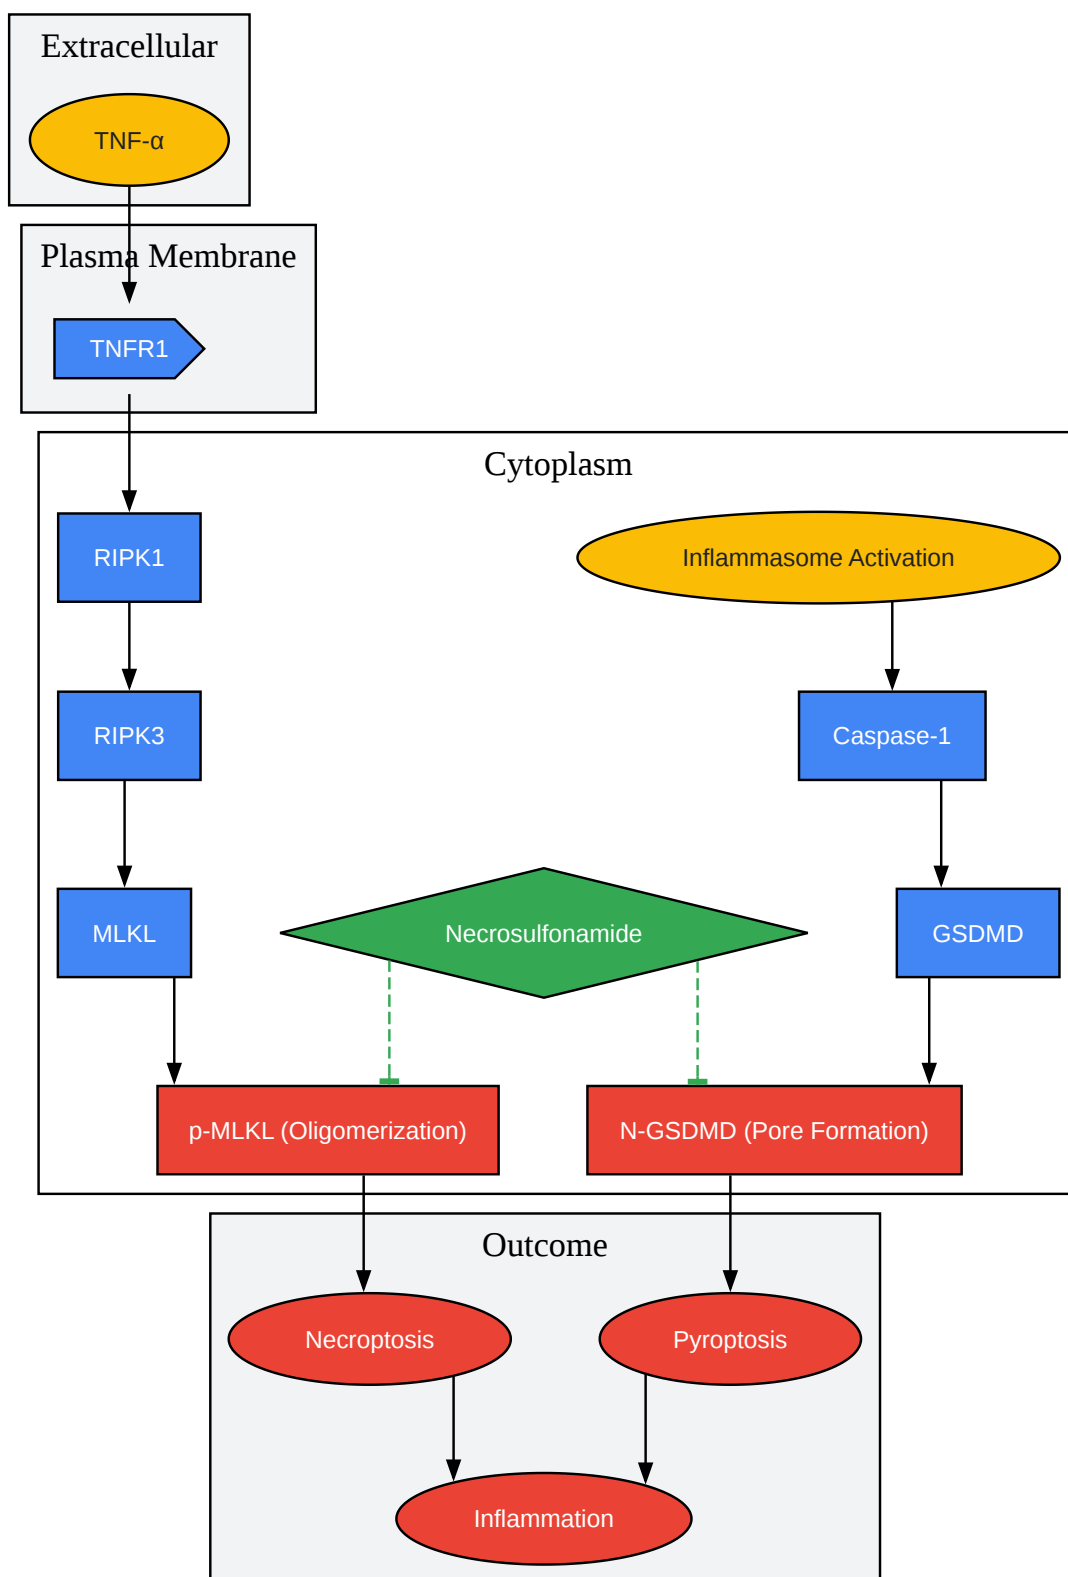 Extracellular
TNF-α
Plasma Membrane
TNFR1
Cytoplasm
RIPK1
Inflammasome Activation
RIPK3
Caspase-1
MLKL
Necrosulfonamide
GSDMD
p-MLKL (Oligomerization)
N-GSDMD (Pore Formation)
Outcome
Necroptosis
Pyroptosis
Inflammation